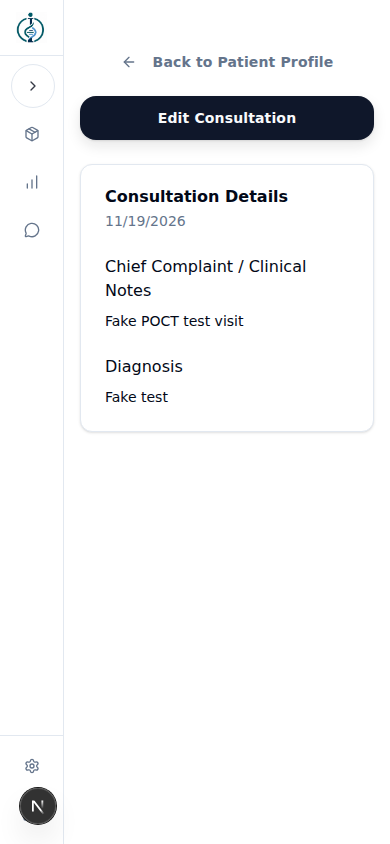 Back to Patient Profile
Edit Consultation
Consultation Details
11/19/2026
Chief Complaint / Clinical
Notes
Fake POCT test visit
Diagnosis
Fake test
N